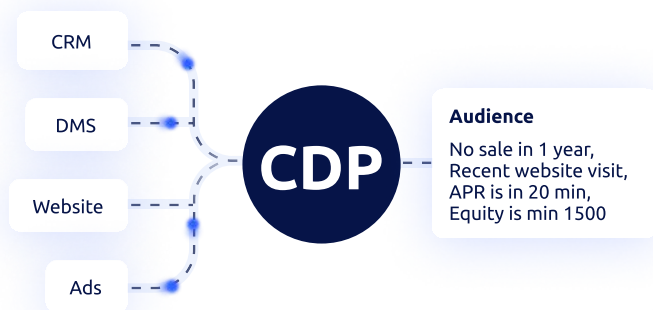 CRM
DMS
Website
Ads
CDP
Audience
No sale in 1 year,
Recent website visit,
APR is in 20 min,
Equity is min 1500